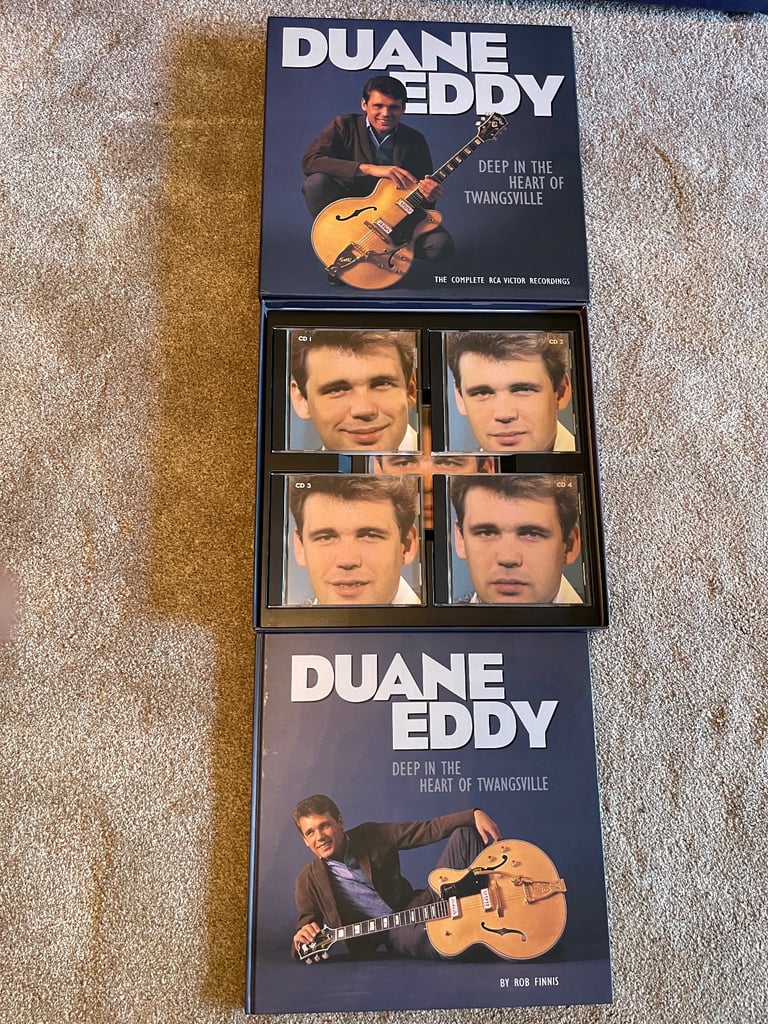 DUANE
EDDY
DEEP IN THE
HEART OF
TWANGSVILLE
THE COMPLETE RCA VICTOR RECORDINGS
CD 1
CD 2
CD 3
CD 4
DUANE
EDDY
DEEP IN THE
HEART OF TWANGSVILLE
BY ROB FINNIS